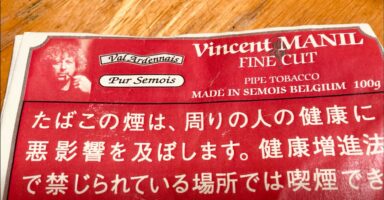 Val Ardennais
Pur Semois
Vincent MANIL
FINE CUT
PIPE TOBACCO
MADE IN SEMOIS BELGIUM 100g
たばこの煙は、周りの人の健康に
悪影響を及ぼします。健康増進法
で禁じられている場所では喫煙でき